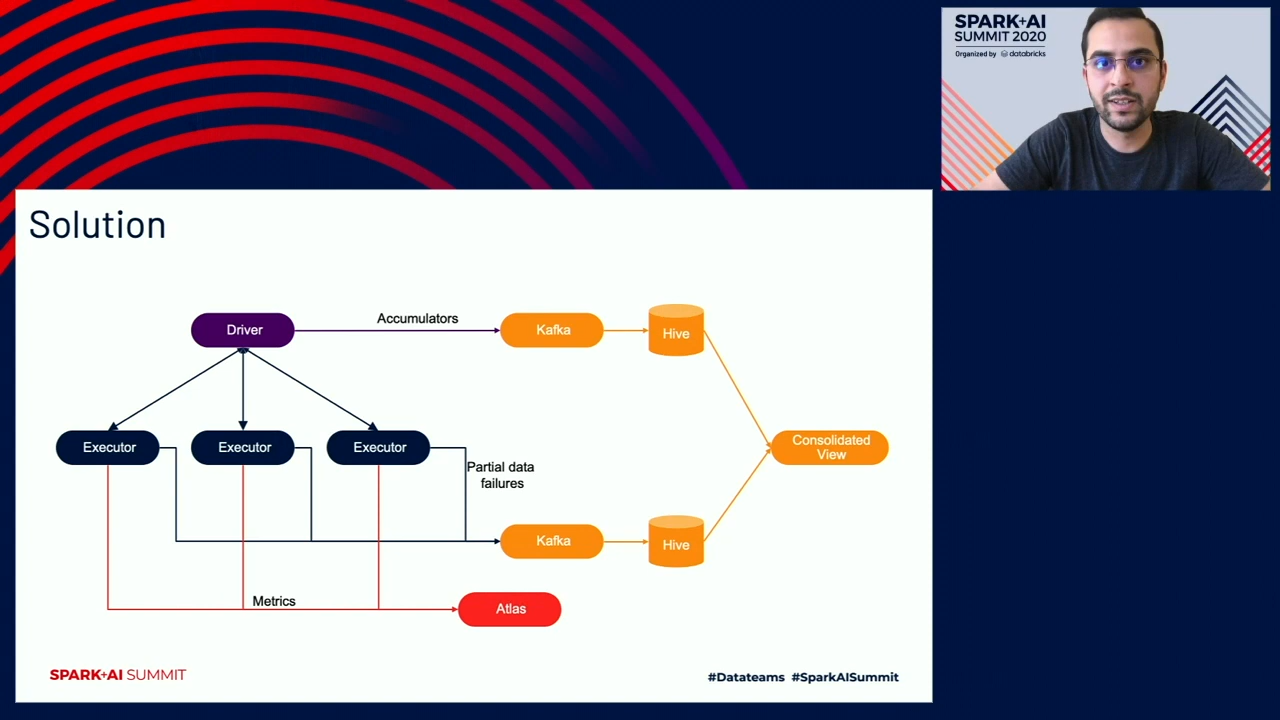 SPARK+AI
SUMMIT 2020
Organized by databricks
Solution
Driver
Accumulators
Kafka
Hive
Executor
Executor
Executor
Partial data
failures
Consolidated
View
Kafka
Hive
Metrics
Atlas
SPARK+AI SUMMIT
#Datateams #SparkAISummit